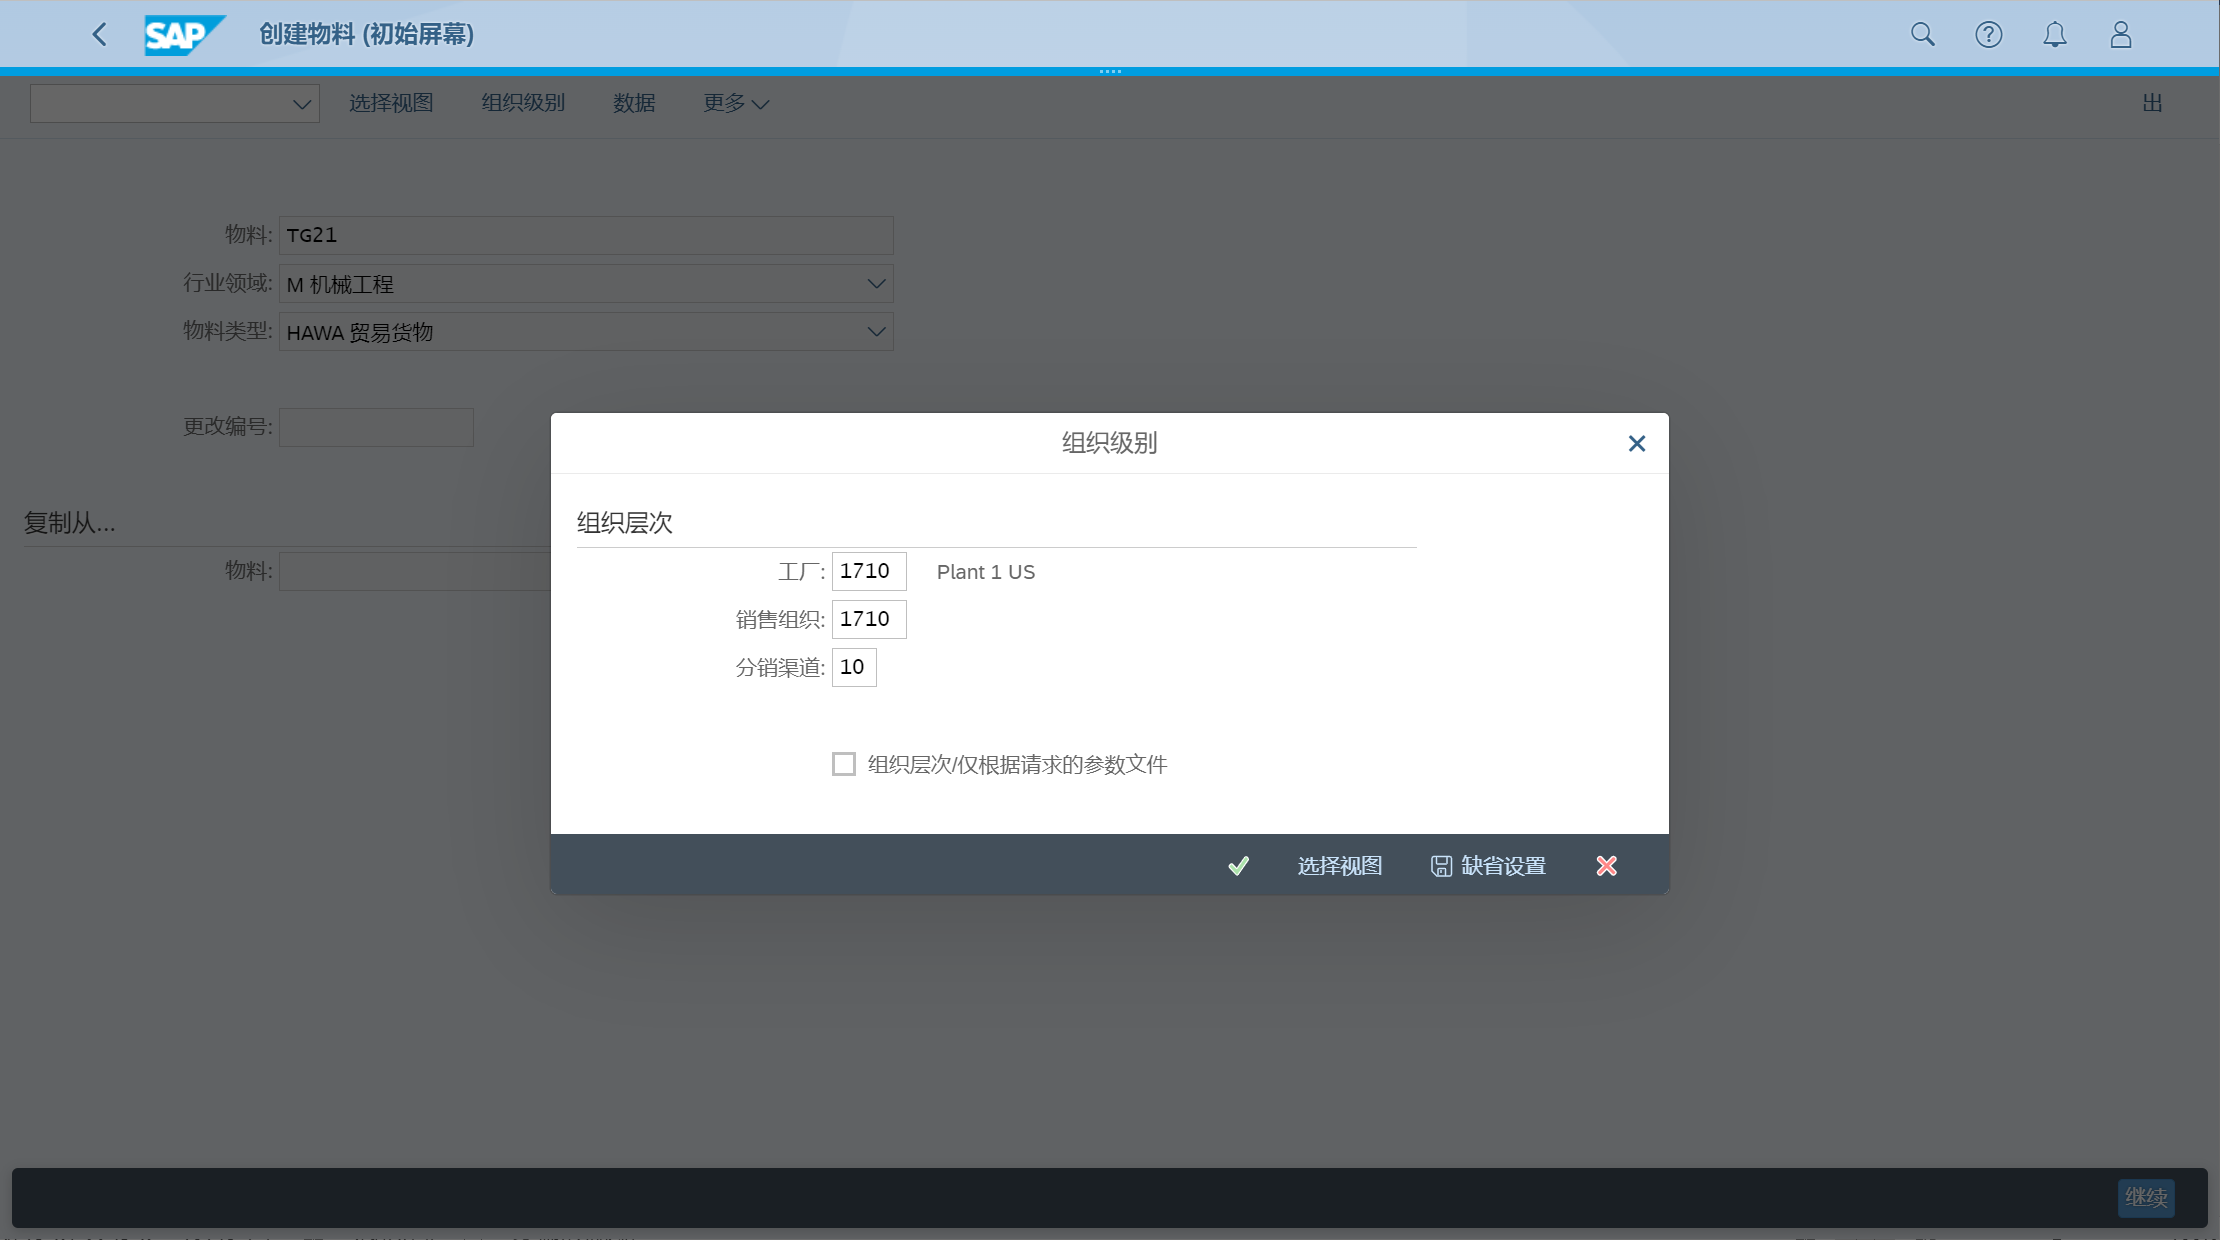 SAP 创建物料 (初始屏幕)
选择视图 组织级别 数据 更多 出
物料: TG21
行业领域: M 机械工程
物料类型: HAWA 贸易货物
更改编号:
复制从...
物料:
组织级别
组织层次
工厂: 1710 Plant 1 US
销售组织: 1710
分销渠道: 10
组织层次/仅根据请求的参数文件
选择视图 缺省设置
继续